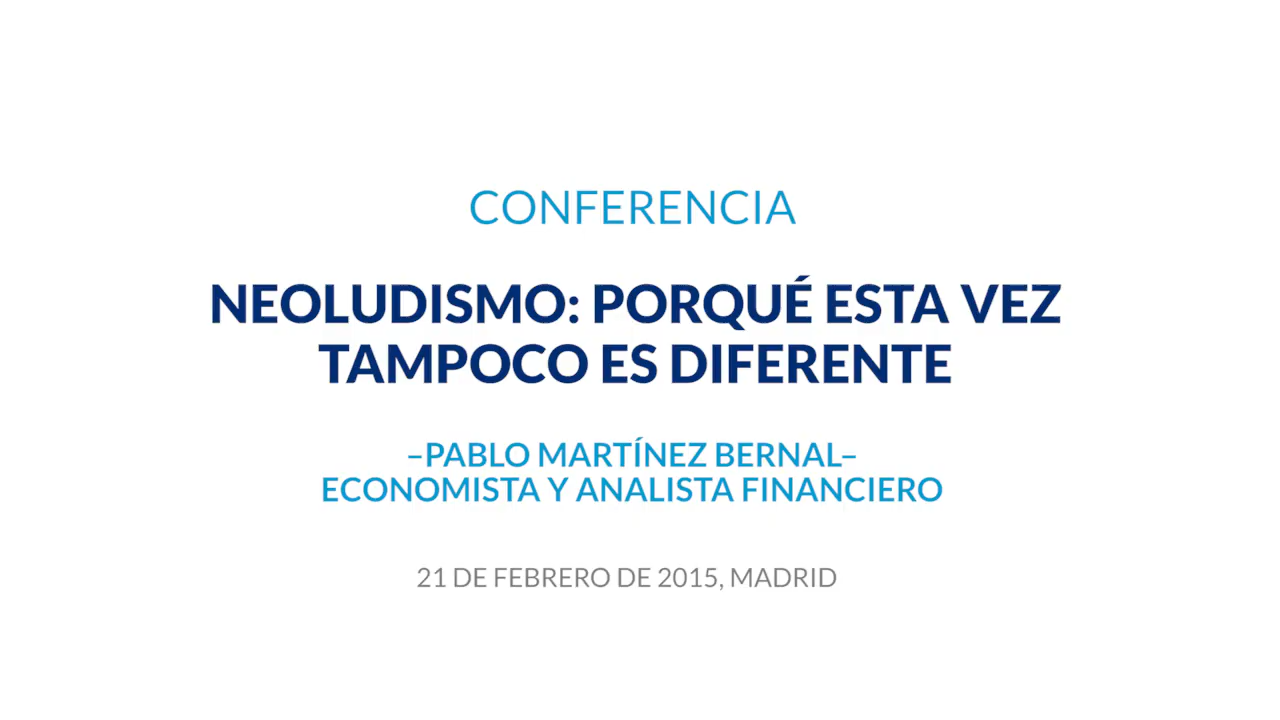 CONFERENCIA
NEOLUDISMO: PORQUÉ ESTA VEZ
TAMPOCO ES DIFERENTE
–PABLO MARTÍNEZ BERNAL–
ECONOMISTA Y ANALISTA FINANCIERO
21 DE FEBRERO DE 2015, MADRID